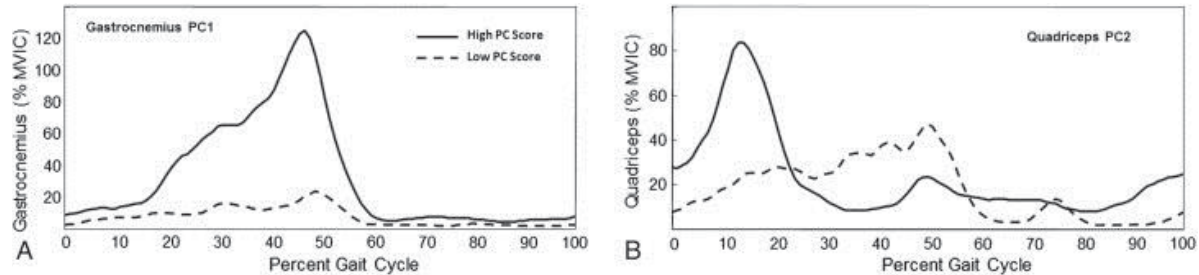 Gastrocnemius PC1
High PC Score
Low PC Score
Gastrocnemius (% MVIC)
120
100
80
60
40
20
0 10 20 30 40 50 60 70 80 90 100
Percent Gait Cycle
A
Quadriceps PC2
Quadriceps (% MVIC)
80
60
40
20
0 10 20 30 40 50 60 70 80 90 100
Percent Gait Cycle
B